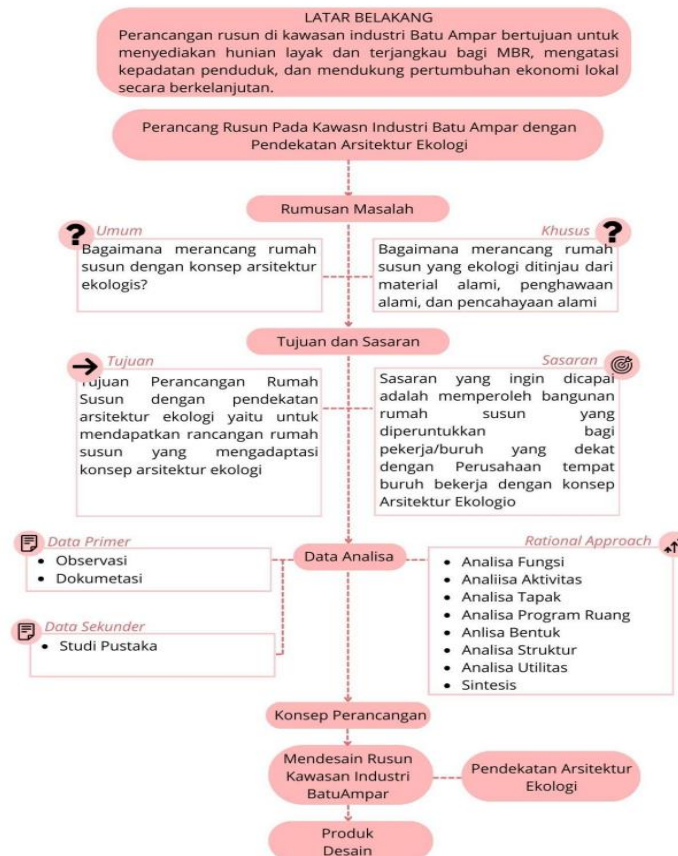 LATAR BELAKANG
Perancangan rusun di kawasan industri Batu Ampar bertujuan untuk
menyediakan hunian layak dan terjangkau bagi MBR, mengatasi
kepadatan penduduk, dan mendukung pertumbuhan ekonomi lokal
secara berkelanjutan.
Perancang Rusun Pada Kawasn Industri Batu Ampar dengan
Pendekatan Arsitektur Ekologi
Rumusan Masalah
Umum
Bagaimana merancang rumah
susun dengan konsep arsitektur
ekologis?
Khusus
Bagaimana merancang rumah
susun yang ekologi ditinjau dari
material alami, penghawaan
alami, dan pencahayaan alami
Tujuan dan Sasaran
Tujuan
Tujuan Perancangan Rumah
Susun dengan pendekatan
arsitektur ekologi yaitu untuk
mendapatkan rancangan rumah
susun yang mengadaptasi
konsep arsitektur ekologi
Sasaran
Sasaran yang ingin dicapai
adalah memperoleh bangunan
rumah susun yang
diperuntukkan bagi
pekerja/buruh yang dekat
dengan Perusahaan tempat
buruh bekerja dengan konsep
Arsitektur Ekologio
Data Analisa
Data Primer
• Observasi
• Dokumetasi
Data Sekunder
• Studi Pustaka
Rational Approach
• Analisa Fungsi
• Analiisa Aktivitas
• Analisa Tapak
• Analisa Program Ruang
• Anlisa Bentuk
• Analisa Struktur
• Analisa Utilitas
• Sintesis
Konsep Perancangan
Mendesain Rusun
Kawasan Industri
BatuAmpar
Pendekatan Arsitektur
Ekologi
Produk
Desain